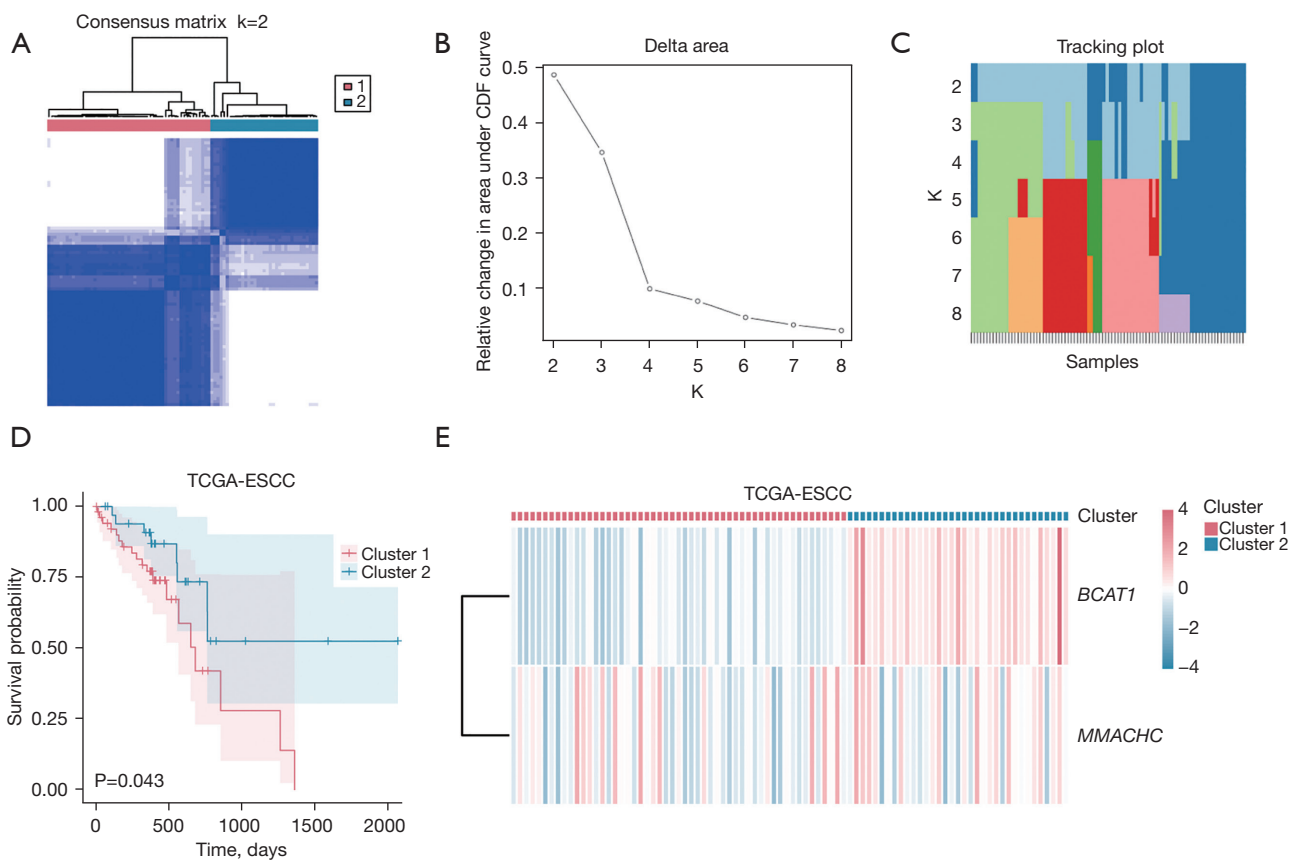 A
Consensus matrix k=2
1
2
B
Delta area
Relative change in area under CDF curve
0.5
0.4
0.3
0.2
0.1
2 3 4 5 6 7 8
K
C
Tracking plot
K
2
3
4
5
6
7
8
Samples
D
TCGA-ESCC
Survival probability
1.00
0.75
0.50
0.25
0.00
Cluster 1
Cluster 2
P=0.043
0 500 1000 1500 2000
Time, days
E
TCGA-ESCC
Cluster
BCAT1
MMACHC
4
2
0
−2
−4
Cluster
Cluster 1
Cluster 2